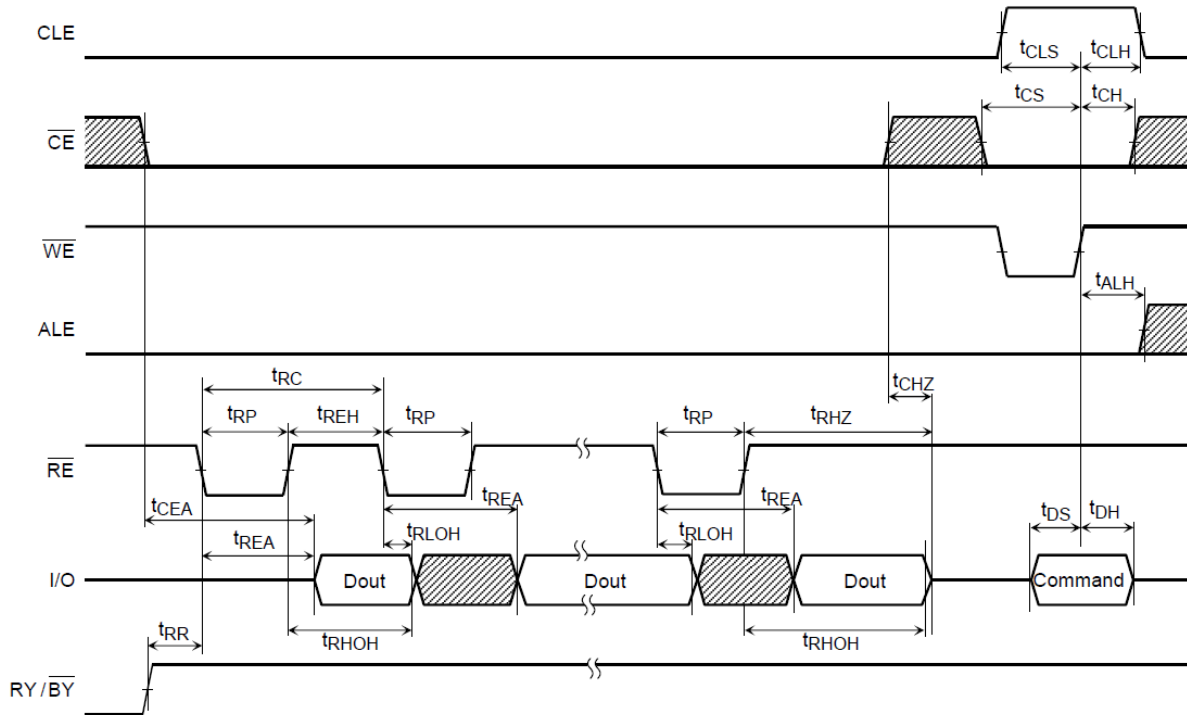 CLE
tCLS tCLH
tCS tCH
CE
WE
tALH
ALE
tRC
tCHZ
tRP tREH tRP tRP tRHZ
RE
tCEA tREA tREA
tREA tRLOH tRLOH tDS tDH
I/O Dout Dout Dout Command
tRR tRHOH tRHOH
RY/BY